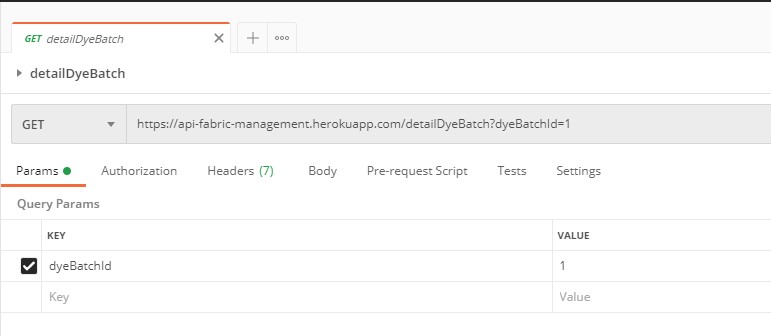 GET detailDyeBatch
detailDyeBatch
GET https://api-fabric-management.herokuapp.com/detailDyeBatch?dyeBatchId=1
Params Authorization Headers (7) Body Pre-request Script Tests Settings
Query Params
KEY VALUE
dyeBatchId 1
Key Value